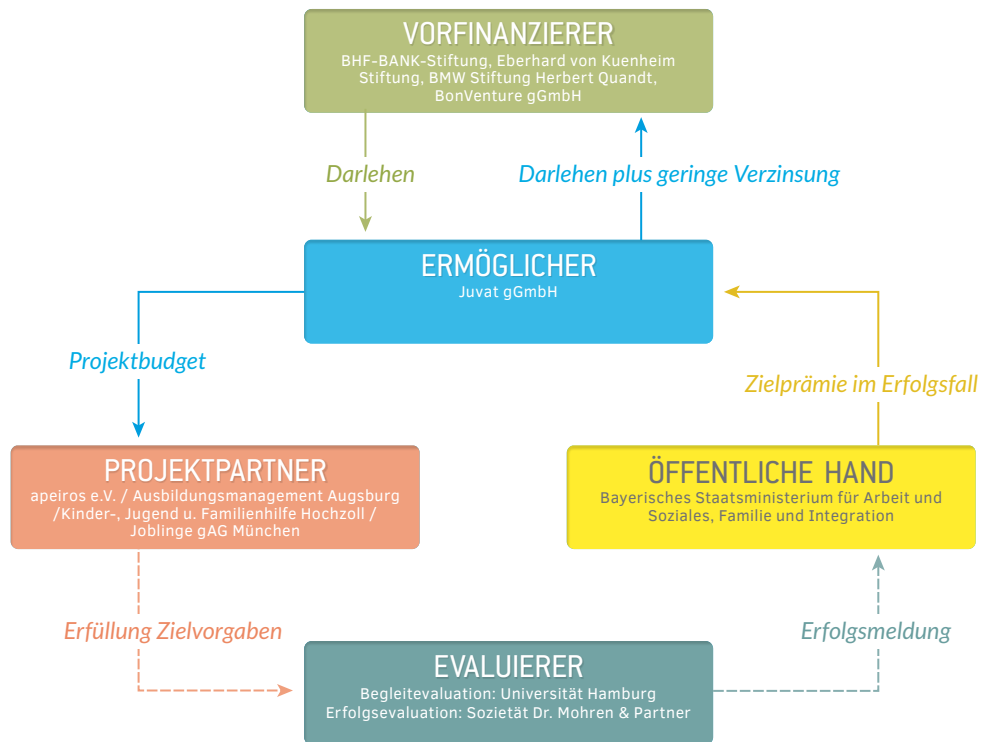 VORFINANZIERER
BHF-BANK-Stiftung, Eberhard von Kuenheim
Stiftung, BMW Stiftung Herbert Quandt,
BonVenture gGmbH
Darlehen
Darlehen plus geringe Verzinsung
ERMÖGLICHER
Juvat gGmbH
Projektbudget
Zielprämie im Erfolgsfall
PROJEKTPARTNER
apeiros e.V. / Ausbildungsmanagement Augsburg
/Kinder-, Jugend u. Familienhilfe Hochzoll /
Joblinge gAG München
ÖFFENTLICHE HAND
Bayerisches Staatsministerium für Arbeit und
Soziales, Familie und Integration
Erfüllung Zielvorgaben
Erfolgsmeldung
EVALUIERER
Begleitevaluation: Universität Hamburg
Erfolgsevaluation: Sozietät Dr. Mohren & Partner